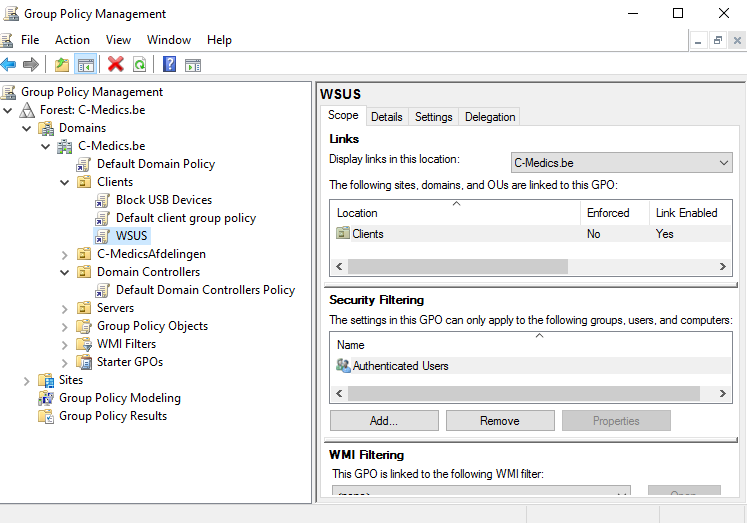 Group Policy Management
File Action View Window Help
Group Policy Management
Forest: C-Medics.be
Domains
C-Medics.be
Default Domain Policy
Clients
Block USB Devices
Default client group policy
WSUS
C-MedicsAfdelingen
Domain Controllers
Default Domain Controllers Policy
Servers
Group Policy Objects
WMI Filters
Starter GPOs
Sites
Group Policy Modeling
Group Policy Results
WSUS
Scope Details Settings Delegation
Links
Display links in this location: C-Medics.be
The following sites, domains, and OUs are linked to this GPO:
Location Enforced Link Enabled
Clients No Yes
Security Filtering
The settings in this GPO can only apply to the following groups, users, and computers:
Name
Authenticated Users
Add... Remove Properties
WMI Filtering
This GPO is linked to the following WMI filter: